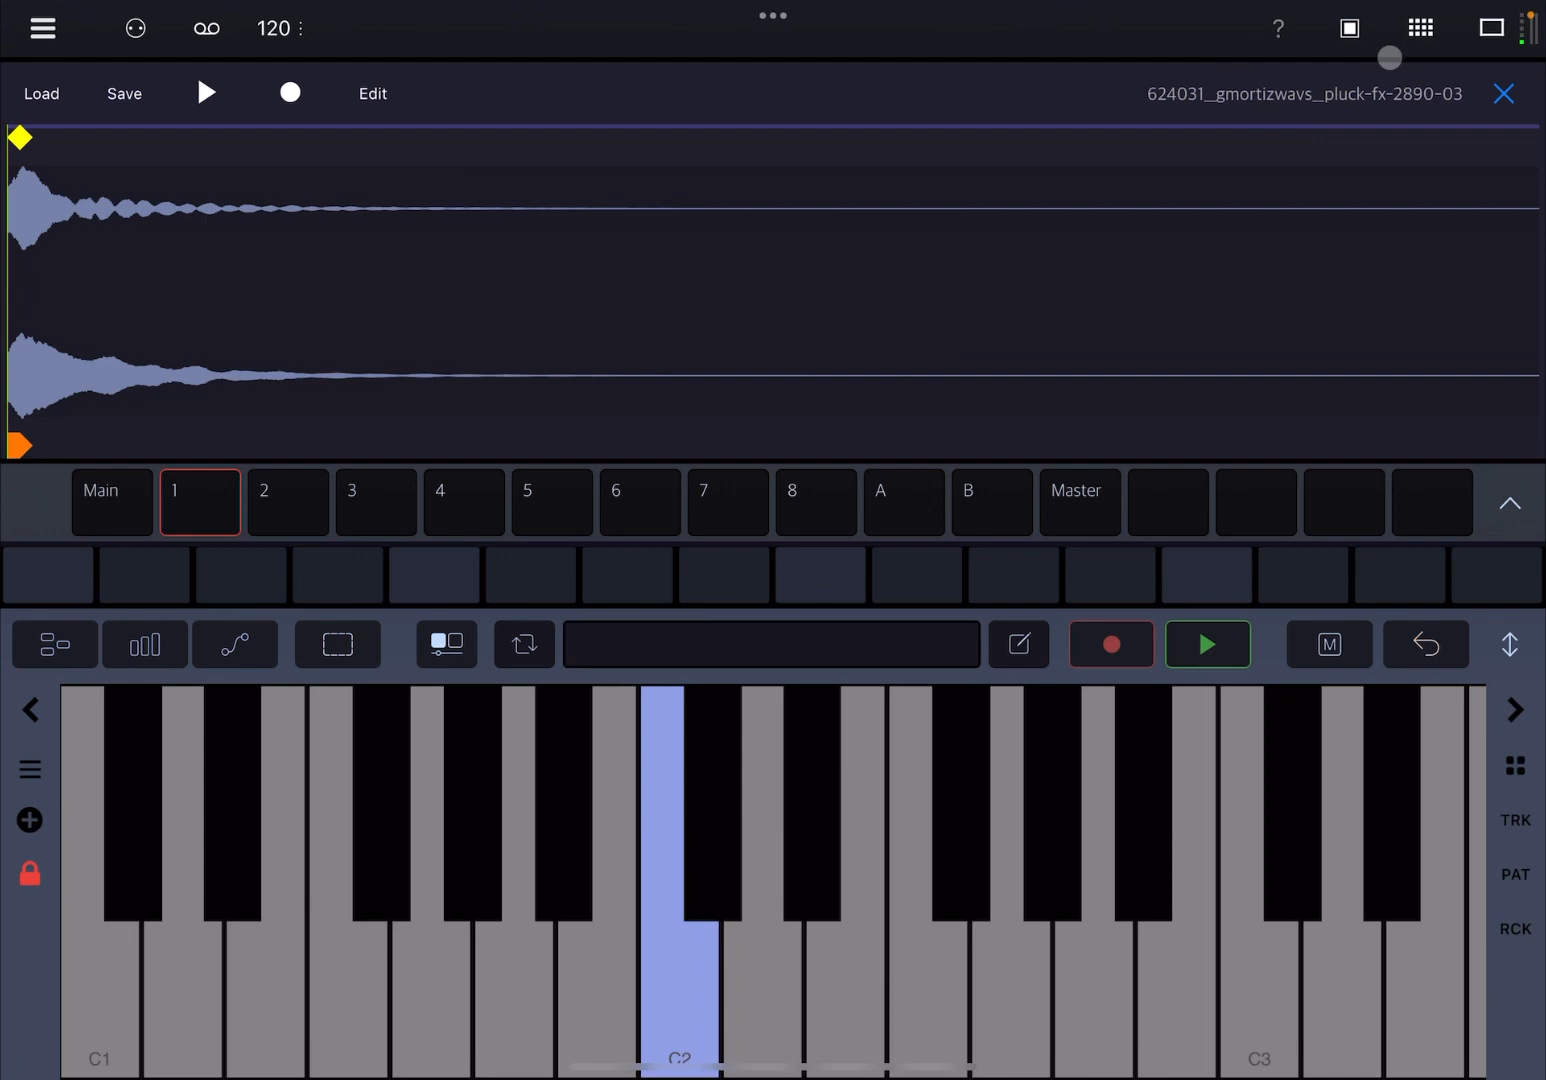 120
?
Load Save Edit 624031_gmortizwavs_pluck-fx-2890-03
Main 1 2 3 4 5 6 7 8 A B Master
M
TRK
PAT
RCK
C1 C2 C3